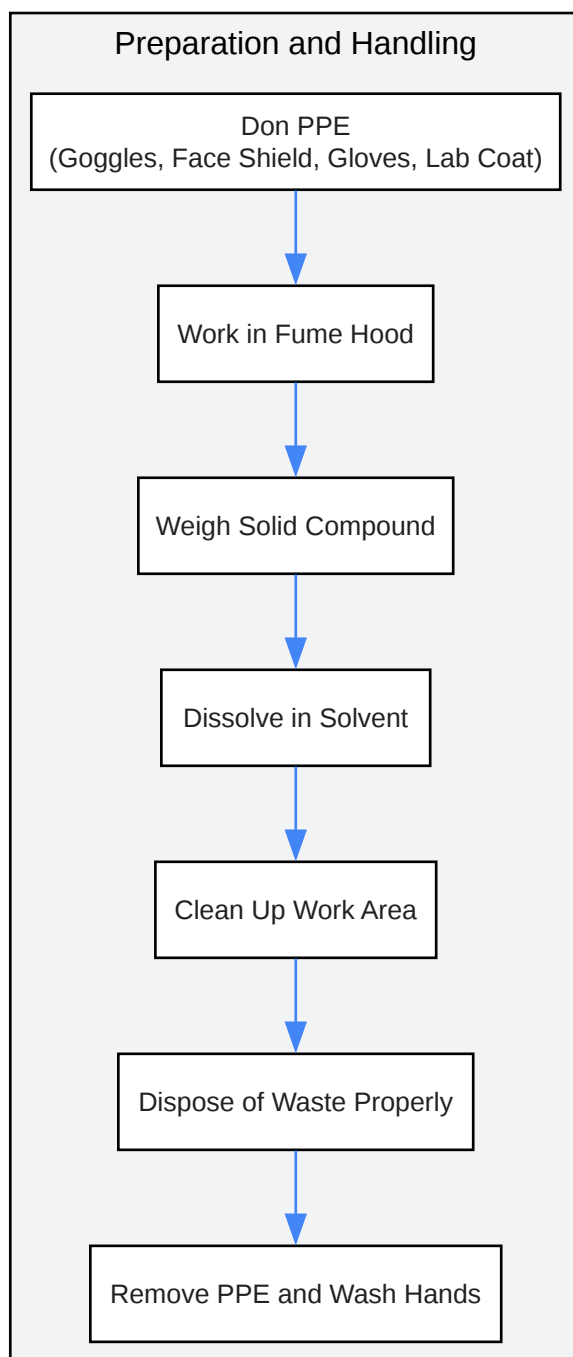 Preparation and Handling
Don PPE
(Goggles, Face Shield, Gloves, Lab Coat)
Work in Fume Hood
Weigh Solid Compound
Dissolve in Solvent
Clean Up Work Area
Dispose of Waste Properly
Remove PPE and Wash Hands